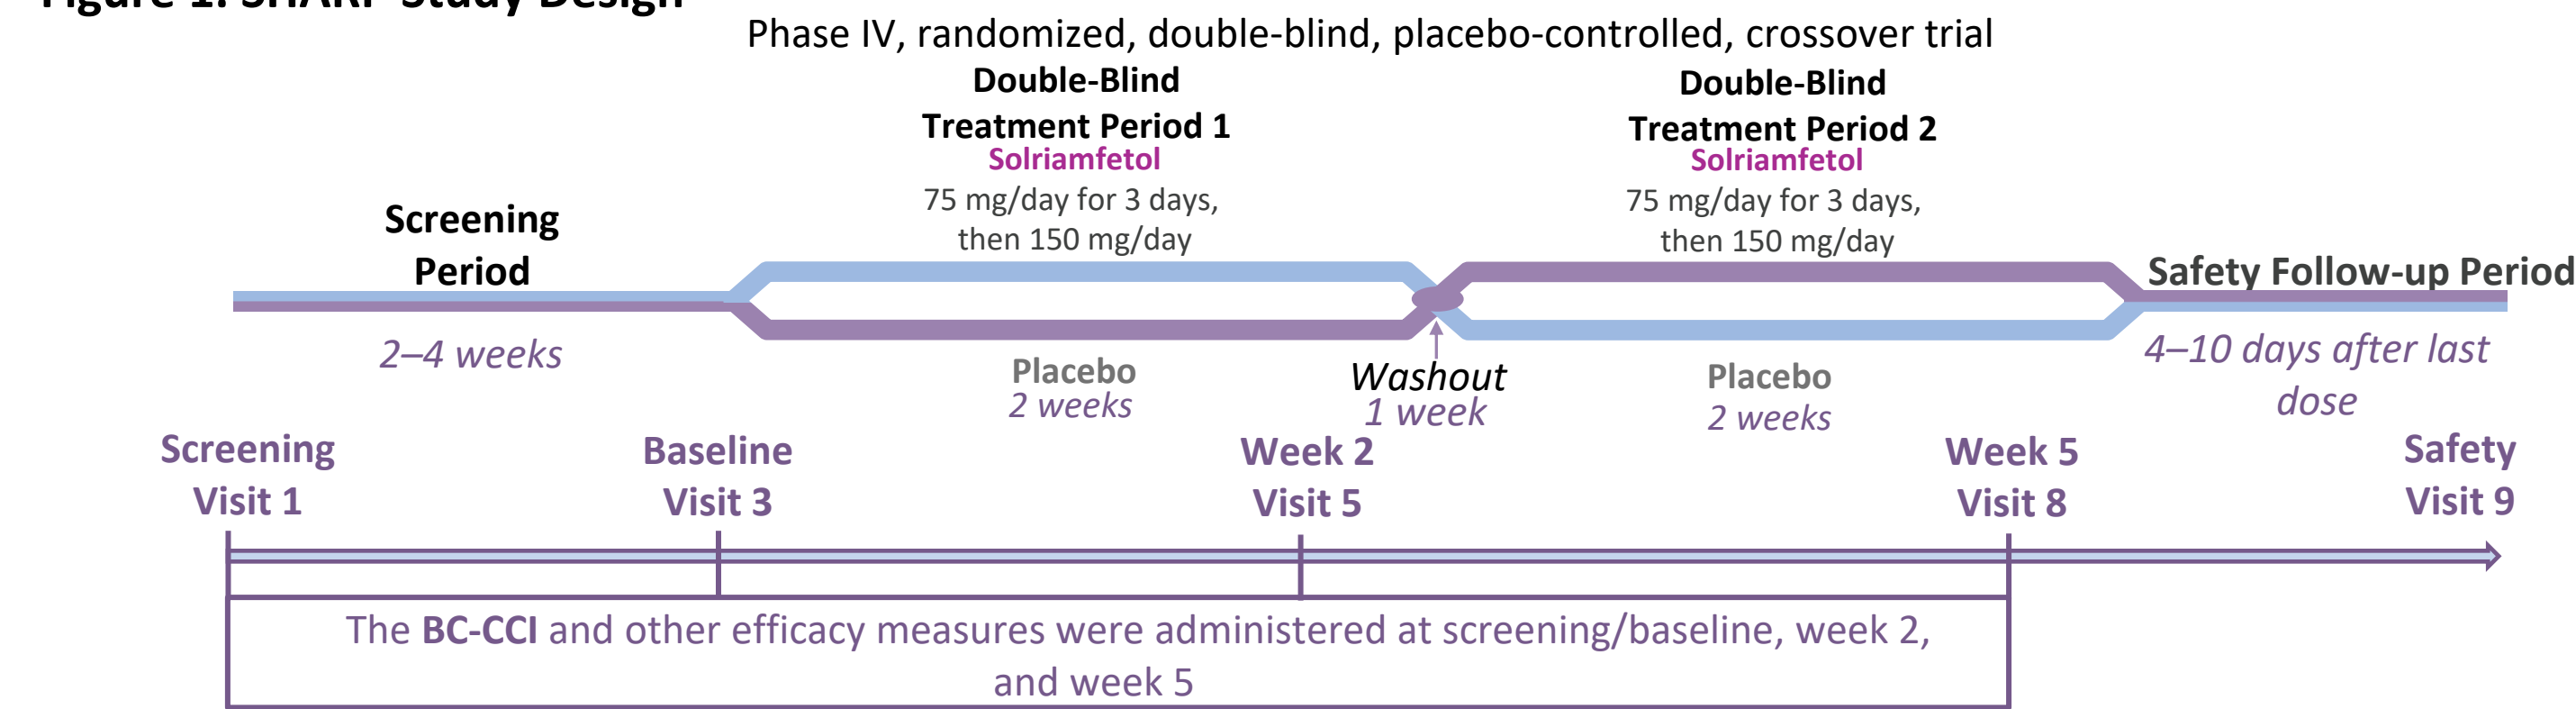 Figure 1. SHARP Study Design
Phase IV, randomized, double-blind, placebo-controlled, crossover trial
Double-Blind
Treatment Period 1
Solriamfetol
75 mg/day for 3 days,
then 150 mg/day
Double-Blind
Treatment Period 2
Solriamfetol
75 mg/day for 3 days,
then 150 mg/day
Screening
Period
2–4 weeks
Placebo
2 weeks
Washout
1 week
Placebo
2 weeks
Safety Follow-up Period
4–10 days after last
dose
Screening
Visit 1
Baseline
Visit 3
Week 2
Visit 5
Week 5
Visit 8
Safety
Visit 9
The BC-CCI and other efficacy measures were administered at screening/baseline, week 2,
and week 5